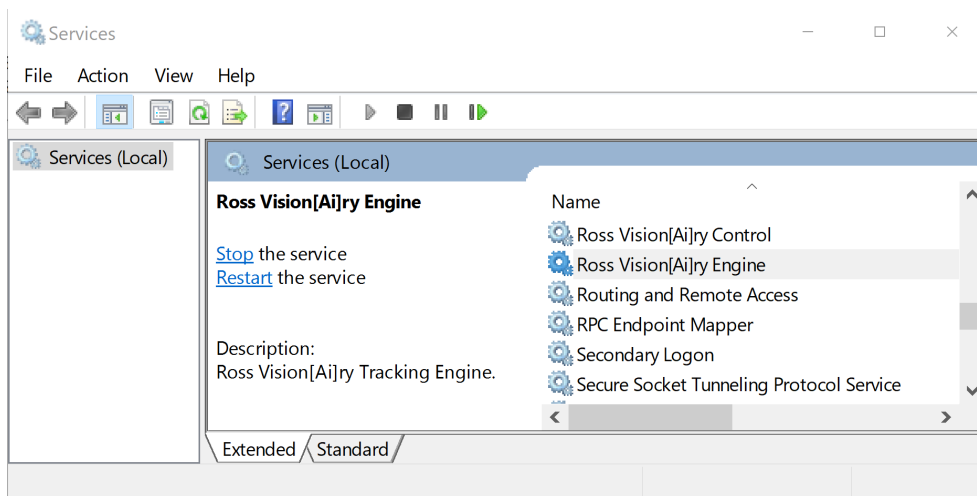 Services
File Action View Help
Services (Local)
Services (Local)
Ross Vision[Ai]ry Engine
Stop the service
Restart the service
Description:
Ross Vision[Ai]ry Tracking Engine.
Name
Ross Vision[Ai]ry Control
Ross Vision[Ai]ry Engine
Routing and Remote Access
RPC Endpoint Mapper
Secondary Logon
Secure Socket Tunneling Protocol Service
Extended Standard